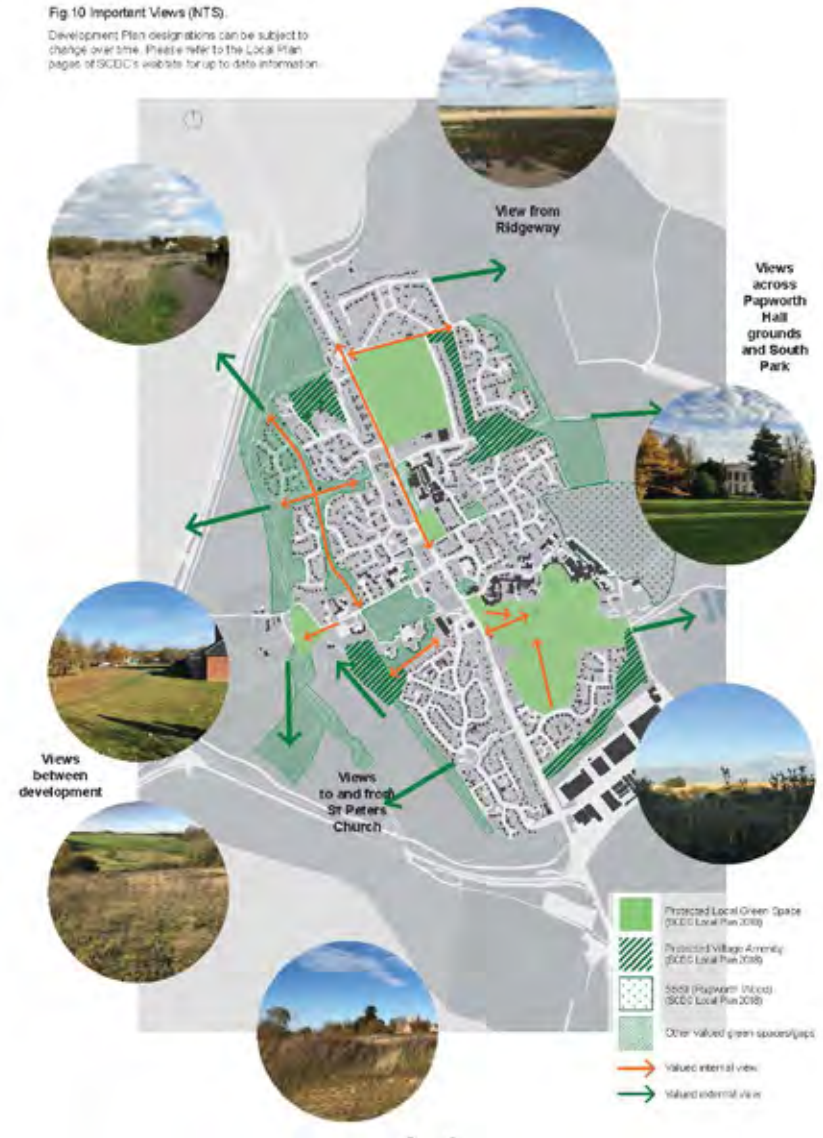 Fig 10 Important Views (NTS).
Development Plan designations can be subject to
change over time. Please refer to the Local Plan
pages of SCDC's website for up to date information.
View from
Ridgeway
Views
across
Papworth
Hall
grounds
and South
Park
Views
between
development
Views
to and from
St Peters
Church
Protected Local Green Space
(SCDC Local Plan 2018)
Protected Village Amenity
(SCDC Local Plan 2018)
SSSI (Papworth Wood)
(SCDC Local Plan 2018)
Other valued green spaces/gaps
Valued internal view
Valued external view